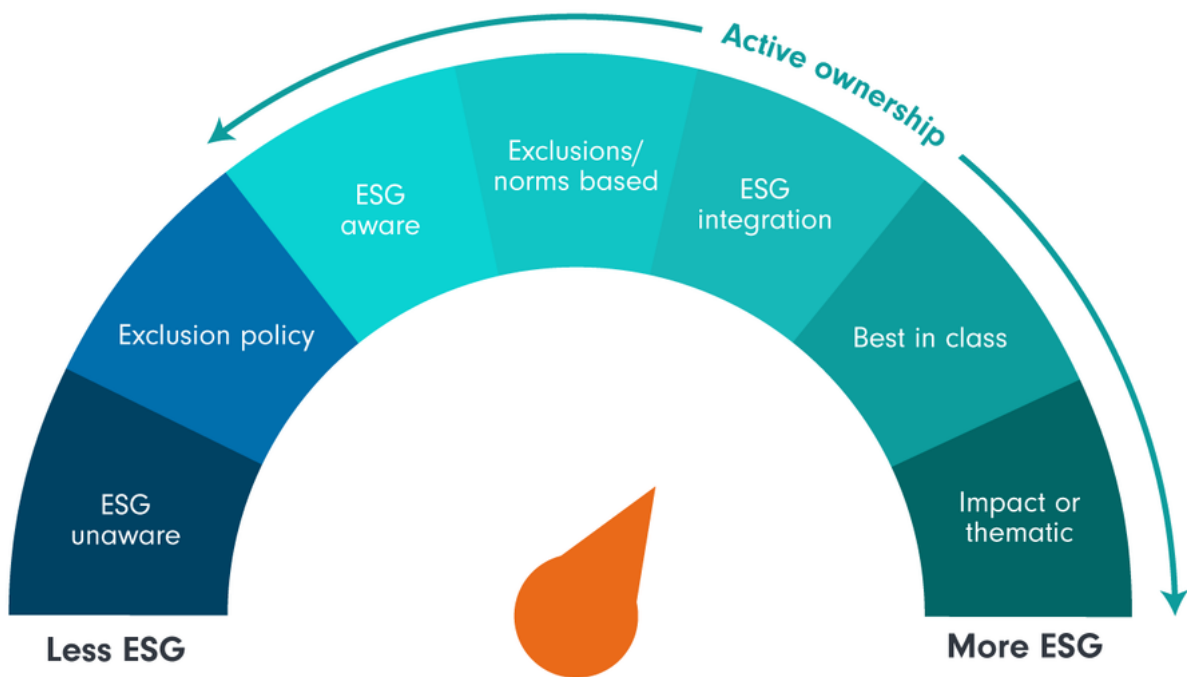 Active ownership
Exclusions/
norms based
ESG
aware
ESG
integration
Exclusion policy
Best in class
ESG
unaware
Impact or
thematic
Less ESG
More ESG